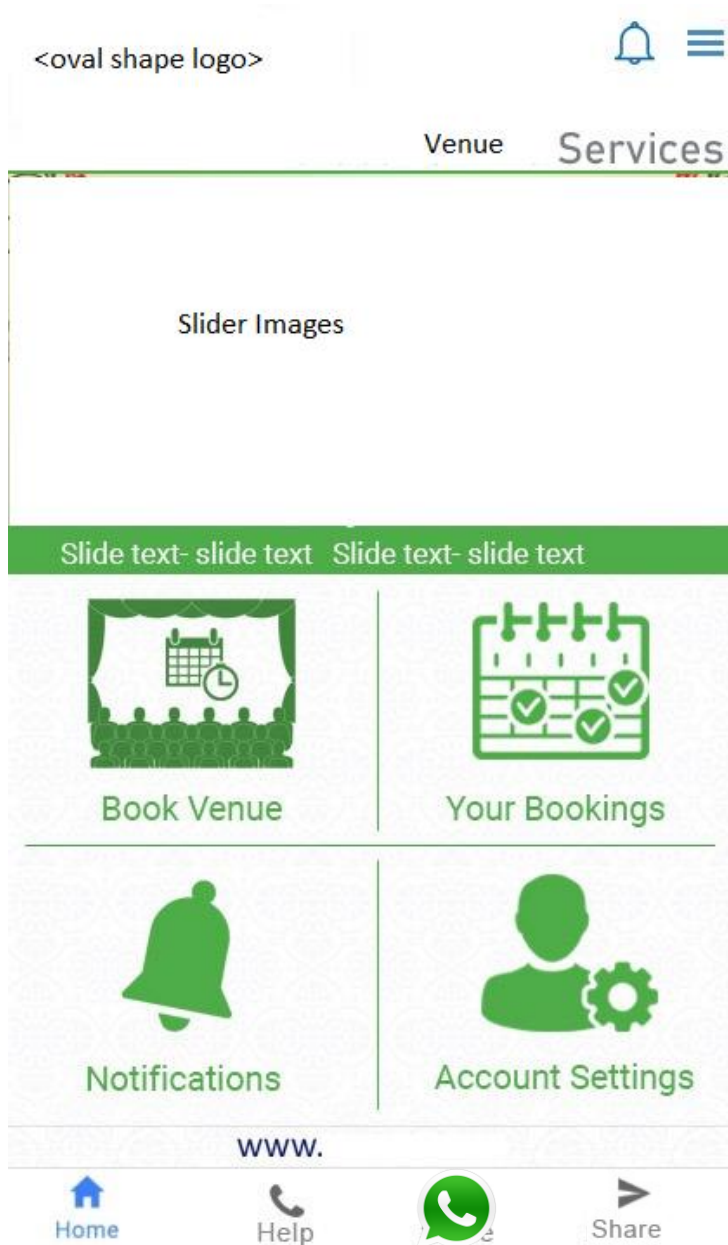 <oval shape logo>
Venue Services
Slider Images
Slide text- slide text Slide text- slide text
Book Venue Your Bookings
Notifications Account Settings
www.
Home Help Share